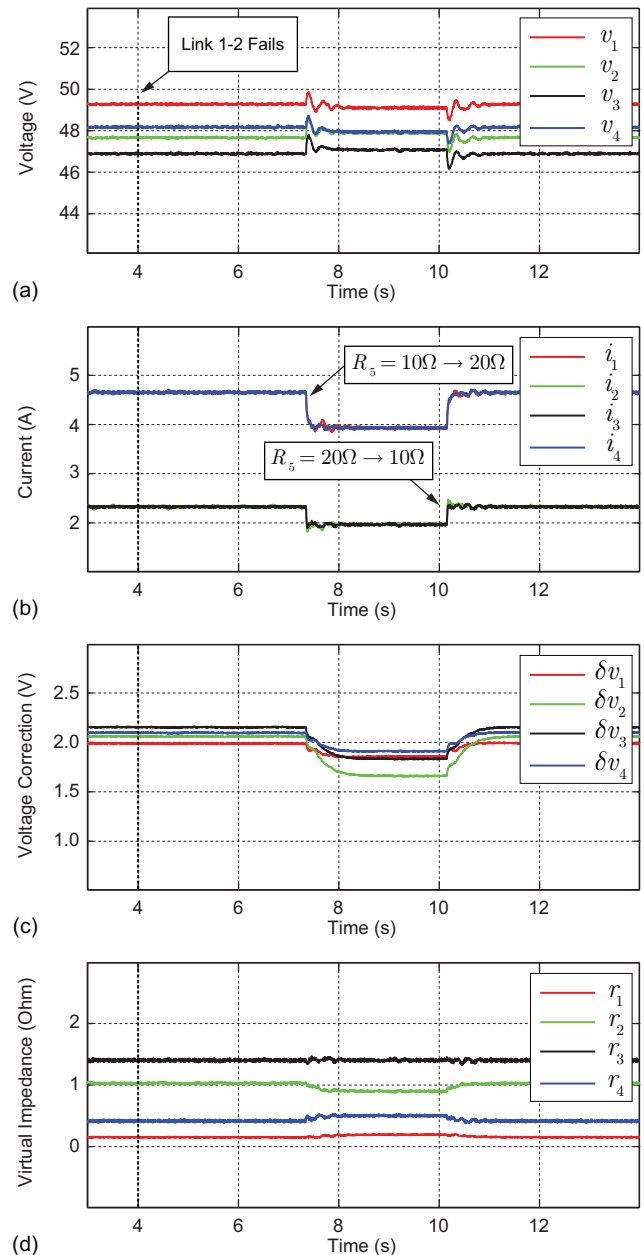 52
50
48
46
44
Voltage (V)
Link 1-2 Fails
v1
v2
v3
v4
4
6
8
10
12
Time (s)
(a)
6
5
4
3
2
Current (A)
R5 = 10Ω → 20Ω
R5 = 20Ω → 10Ω
i1
i2
i3
i4
4
6
8
10
12
Time (s)
(b)
2.5
2.0
1.5
1.0
Voltage Correction (V)
δv1
δv2
δv3
δv4
4
6
8
10
12
Time (s)
(c)
2
1
0
Virtual Impedance (Ohm)
r1
r2
r3
r4
4
6
8
10
12
Time (s)
(d)